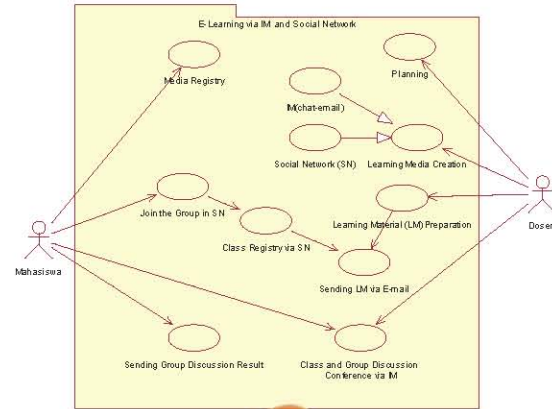 E-Learning via IM and Social Network
Media Registry
Planning
IM(chat-email)
Social Network (SN)
Learning Media Creation
Join the Group in SN
Learning Material (LM) Preparation
Class Registry via SN
Mahasiswa
Dosen
Sending LM via E-mail
Sending Group Discussion Result
Class and Group Discussion
Conference via IM